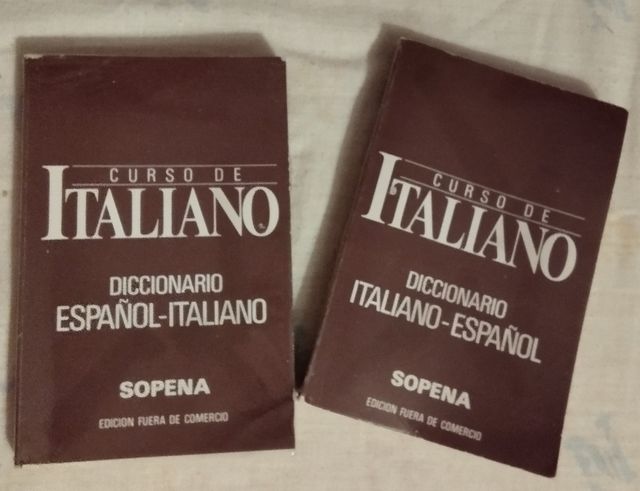 CURSO DE
ITALIANO
DICCIONARIO
ESPAÑOL-ITALIANO
SOPENA
EDICION FUERA DE COMERCIO
CURSO DE
ITALIANO
DICCIONARIO
ITALIANO-ESPAÑOL
SOPENA
EDICION FUERA DE COMERCIO